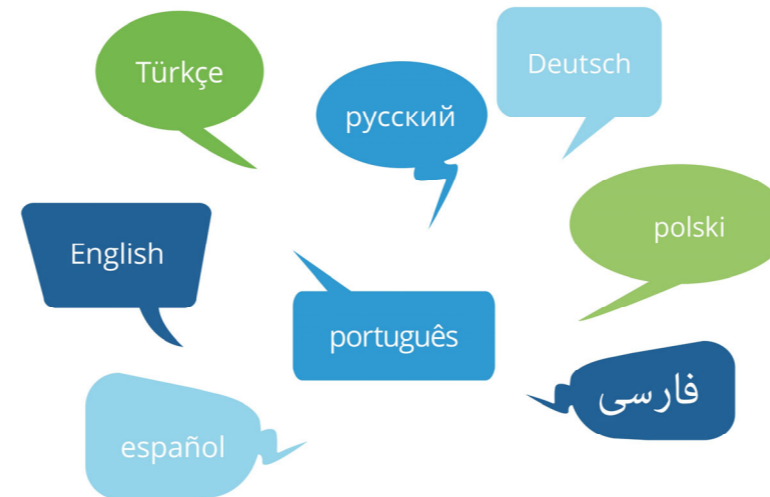 Türkçe
Deutsch
русский
polski
English
português
فارسی
español